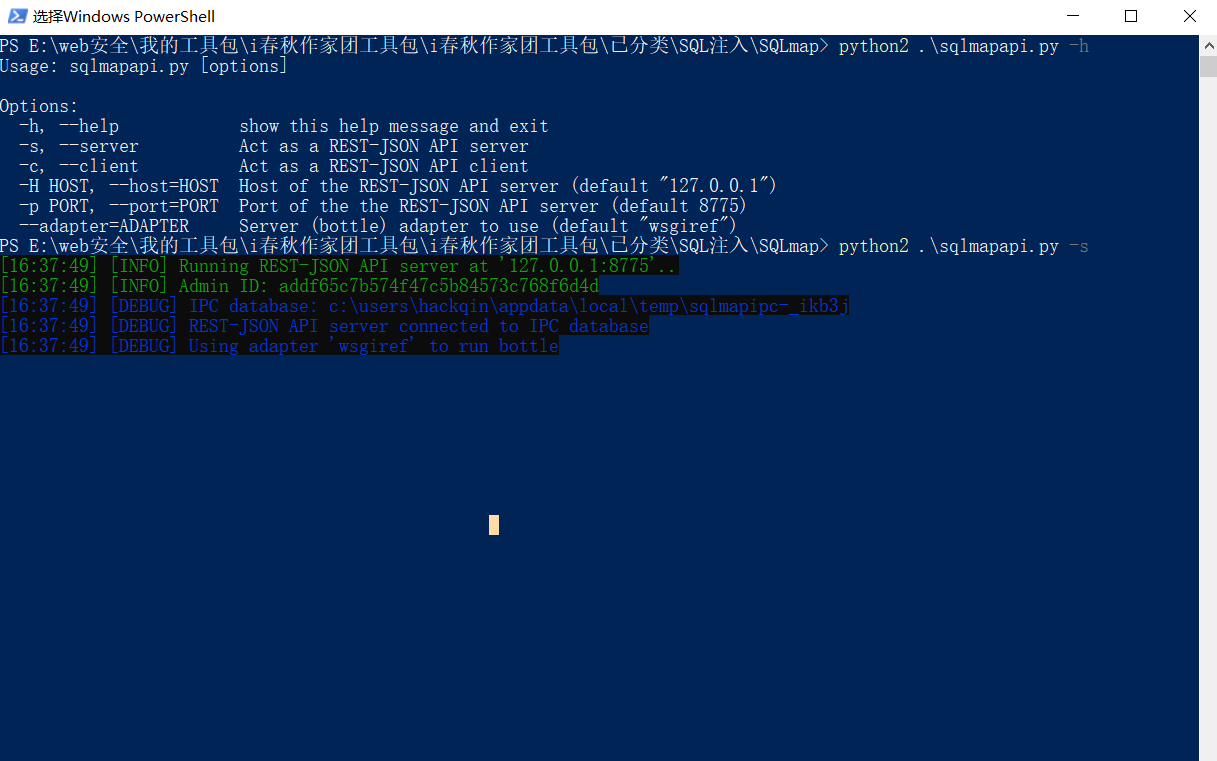 选择Windows PowerShell
PS E:\web安全\我的工具包\i春秋作家团工具包\i春秋作家团工具包\已分类\SQL注入\SQLmap> python2 .\sqlmapapi.py -h
Usage: sqlmapapi.py [options]
Options:
  -h, --help            show this help message and exit
  -s, --server          Act as a REST-JSON API server
  -c, --client          Act as a REST-JSON API client
  -H HOST, --host=HOST  Host of the REST-JSON API server (default "127.0.0.1")
  -p PORT, --port=PORT  Port of the the REST-JSON API server (default 8775)
  --adapter=ADAPTER     Server (bottle) adapter to use (default "wsgiref")
PS E:\web安全\我的工具包\i春秋作家团工具包\i春秋作家团工具包\已分类\SQL注入\SQLmap> python2 .\sqlmapapi.py -s
[16:37:49] [INFO] Running REST-JSON API server at '127.0.0.1:8775'..
[16:37:49] [INFO] Admin ID: addf65c7b574f47c5b84573c768f6d4d
[16:37:49] [DEBUG] IPC database: c:\users\hackqin\appdata\local\temp\sqlmapipc-_ikb3j
[16:37:49] [DEBUG] REST-JSON API server connected to IPC database
[16:37:49] [DEBUG] Using adapter 'wsgiref' to run bottle